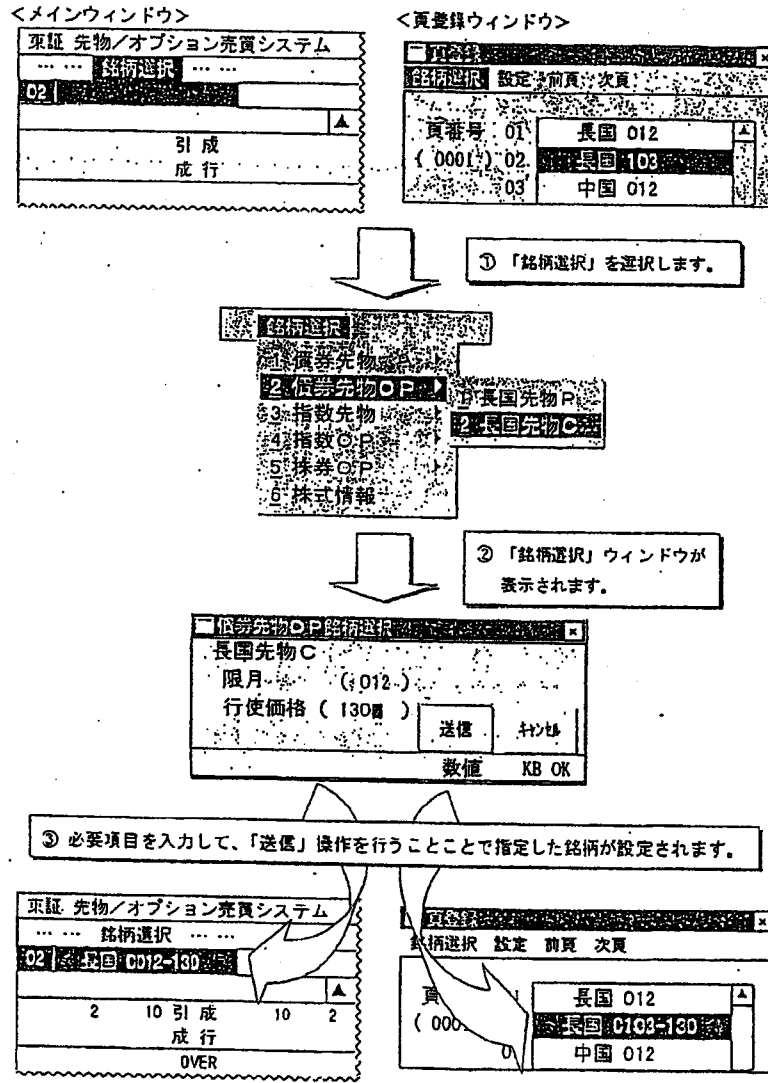 <メインウィンドウ>
東証 先物/オプション売買システム
… … 銘柄選択 … …
02
引 成
成 行
<頁登録ウィンドウ>
頁登録
銘柄選択 設定 前頁 次頁
頁番号 01 長国 012
( 0001 ) 02 長国 103
03 中国 012
① 「銘柄選択」を選択します。
銘柄選択
1 債券先物
2 債券先物OP
3 指数先物
4 指数OP
5 株券OP
6 株式情報
1 長国先物P
2 長国先物C
② 「銘柄選択」ウィンドウが
表示されます。
債券先物OP銘柄選択
長国先物C
限月 ( 012 )
行使価格 ( 130 )
送信 キャンセル
数値 KB OK
③ 必要項目を入力して、「送信」操作を行うことことで指定した銘柄が設定されます。
東証 先物/オプション売買システム
… … 銘柄選択 … …
02 長国 C012-130
2 10 引 成 10 2
成 行
OVER
頁登録
銘柄選択 設定 前頁 次頁
頁 1 長国 012
( 000 長国 C103-130
0 中国 012